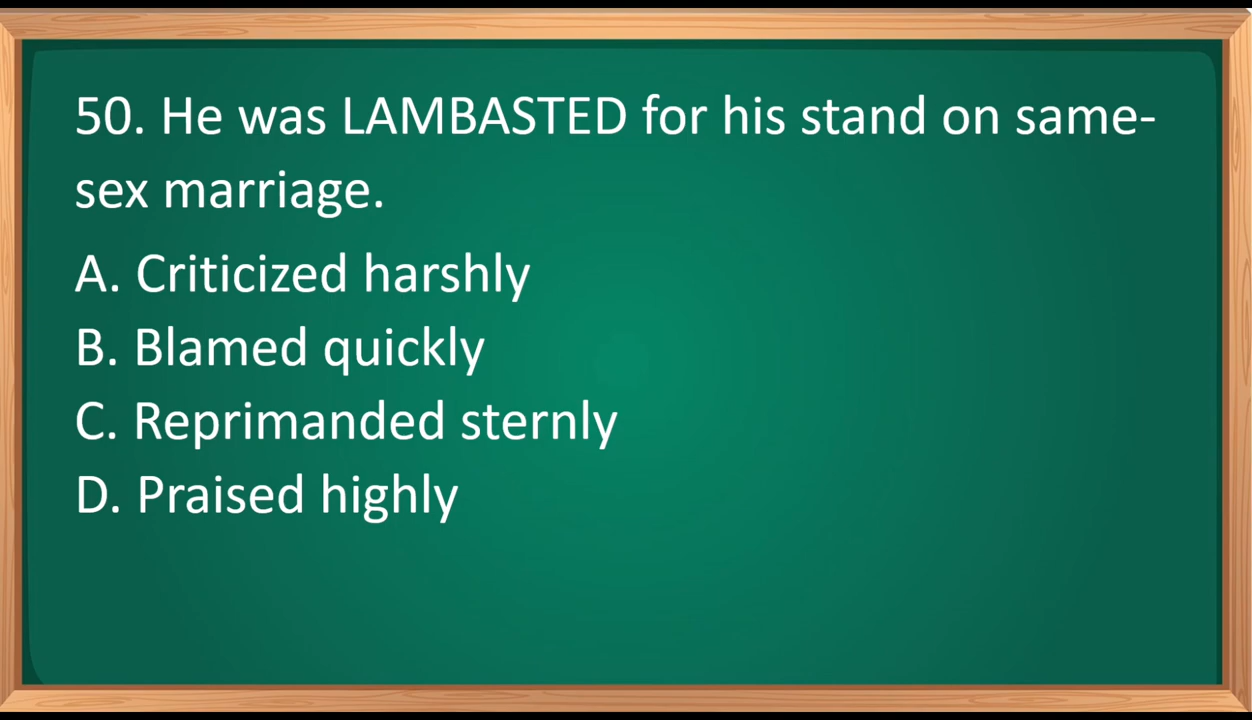 50. He was LAMBASTED for his stand on same-
sex marriage.
A. Criticized harshly
B. Blamed quickly
C. Reprimanded sternly
D. Praised highly